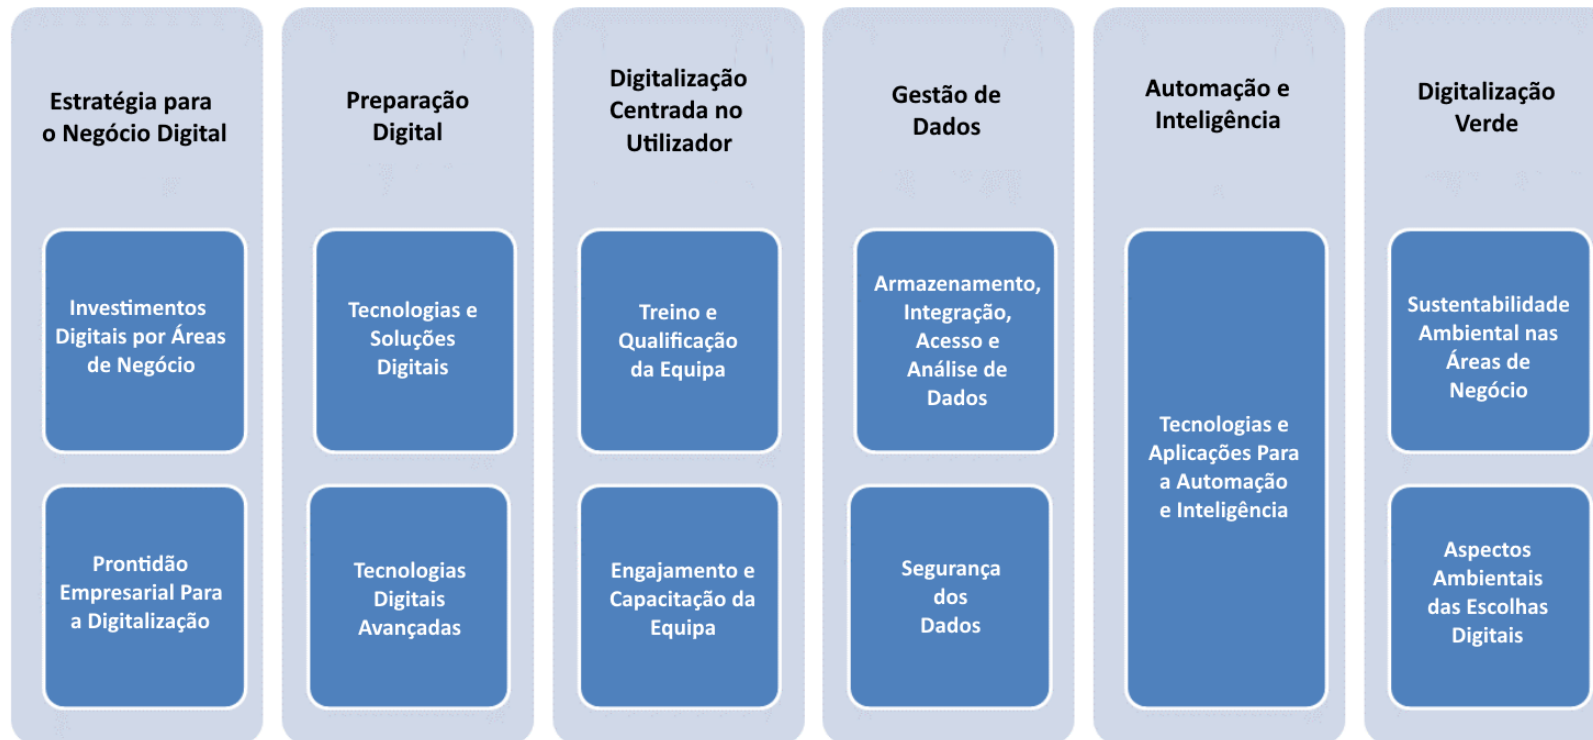 Estratégia para
o Negócio Digital
Preparação
Digital
Digitalização
Centrada no
Utilizador
Gestão de
Dados
Automação e
Inteligência
Digitalização
Verde
Investimentos
Digitais por Áreas
de Negócio
Tecnologias e
Soluções
Digitais
Treino e
Qualificação
da Equipa
Armazenamento,
Integração,
Acesso e
Análise de
Dados
Tecnologias e
Aplicações Para
a Automação
e Inteligência
Sustentabilidade
Ambiental nas
Áreas de
Negócio
Prontidão
Empresarial Para
a Digitalização
Tecnologias
Digitais
Avançadas
Engajamento e
Capacitação da
Equipa
Segurança
dos
Dados
Aspectos
Ambientais
das Escolhas
Digitais